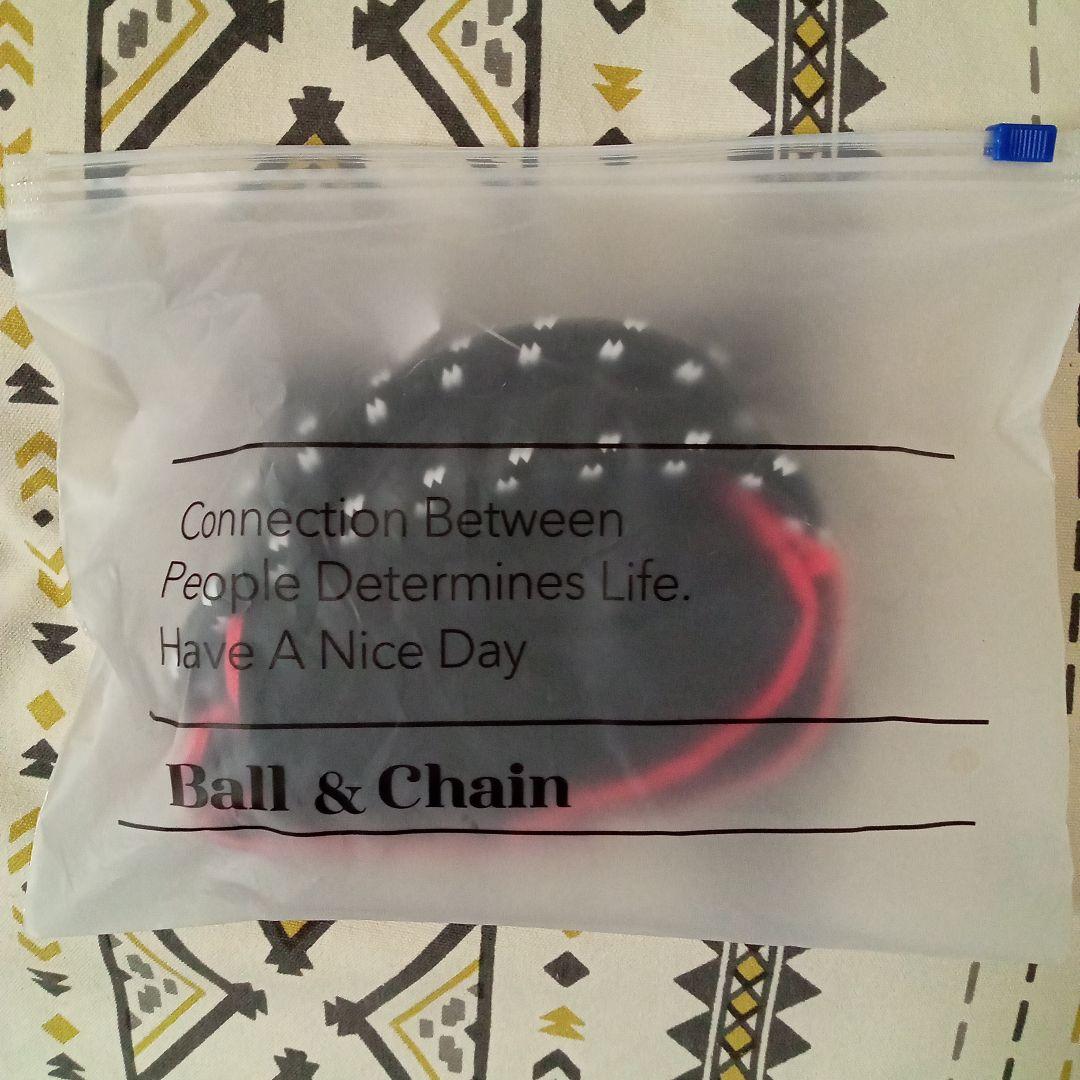 Connection Between
People Determines Life.
Have A Nice Day
Ball & Chain